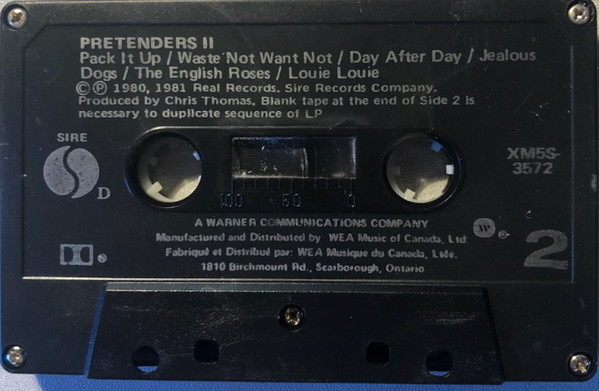 PRETENDERS II
Pack It Up / Waste Not Want Not / Day After Day / Jealous
Dogs / The English Roses / Louie Louie
©℗ 1980, 1981 Real Records. Sire Records Company.
Produced by Chris Thomas. Blank tape at the end of Side 2 is
necessary to duplicate sequence of LP
SIRE
D
XM5S-
3572
100 50 0
A WARNER COMMUNICATIONS COMPANY
Manufactured and Distributed by WEA Music of Canada, Ltd
Fabriqué et Distribué par: WEA Musique du Canada, Ltée.
1810 Birchmount Rd., Scarborough, Ontario
W ®
2